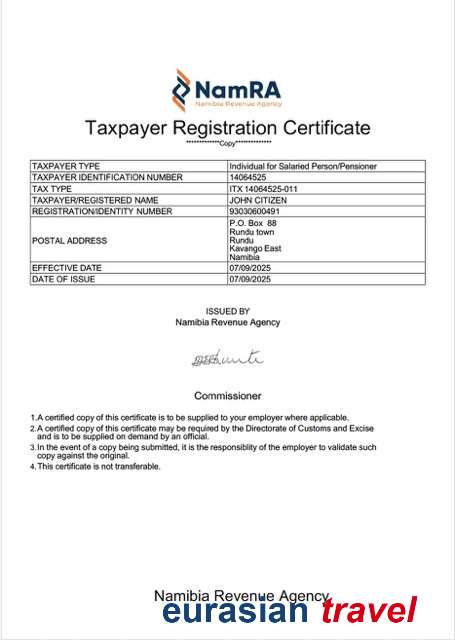 NamRA
Namibia Revenue Agency
Taxpayer Registration Certificate
*************Copy**************
TAXPAYER TYPE Individual for Salaried Person/Pensioner
TAXPAYER IDENTIFICATION NUMBER 14064525
TAX TYPE ITX 14064525-011
TAXPAYER/REGISTERED NAME JOHN CITIZEN
REGISTRATION/IDENTITY NUMBER 93030600491
POSTAL ADDRESS P.O. Box 88
Rundu town
Rundu
Kavango East
Namibia
EFFECTIVE DATE 07/09/2025
DATE OF ISSUE 07/09/2025
ISSUED BY
Namibia Revenue Agency
Commissioner
1.A certified copy of this certificate is to be supplied to your employer where applicable.
2.A certified copy of this certificate may be required by the Directorate of Customs and Excise
and is to be supplied on demand by an official.
3.In the event of a copy being submitted, it is the responsiblity of the employer to validate such
copy against the original.
4.This certificate is not transferable.
Namibia Revenue Agency
eurasian travel